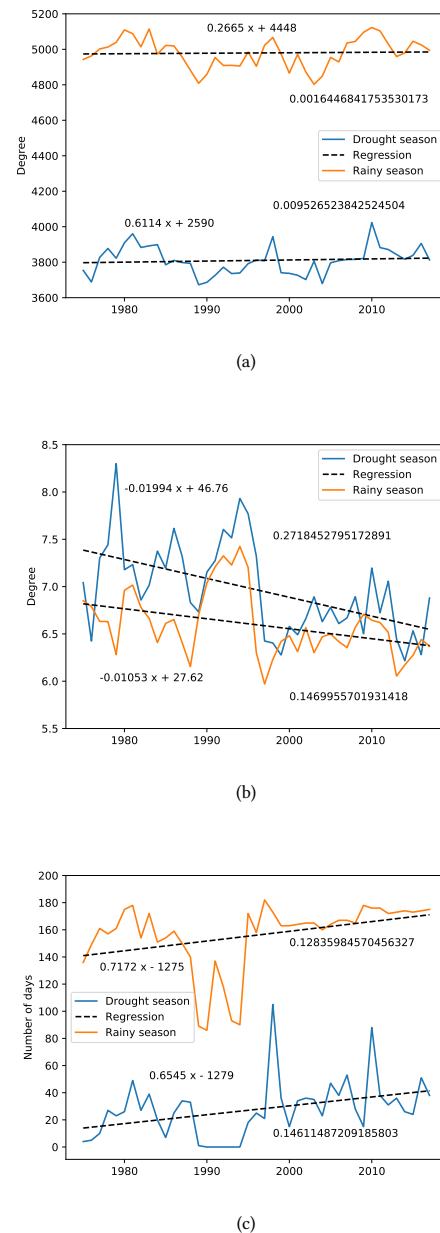 5200
5000
4800
4600
4400
4200
4000
3800
3600
Degree
0.2665 x + 4448
0.0016446841753530173
Drought season
Regression
Rainy season
0.009526523842524504
0.6114 x + 2590
1980 1990 2000 2010
(a)
8.5
8.0
7.5
7.0
6.5
6.0
5.5
Degree
Drought season
Regression
Rainy season
-0.01994 x + 46.76
0.2718452795172891
-0.01053 x + 27.62
0.1469955701931418
1980 1990 2000 2010
(b)
200
180
160
140
120
100
80
60
40
20
0
Number of days
0.12835984570456327
0.7172 x - 1275
Drought season
Regression
Rainy season
0.6545 x - 1279
0.14611487209185803
1980 1990 2000 2010
(c)